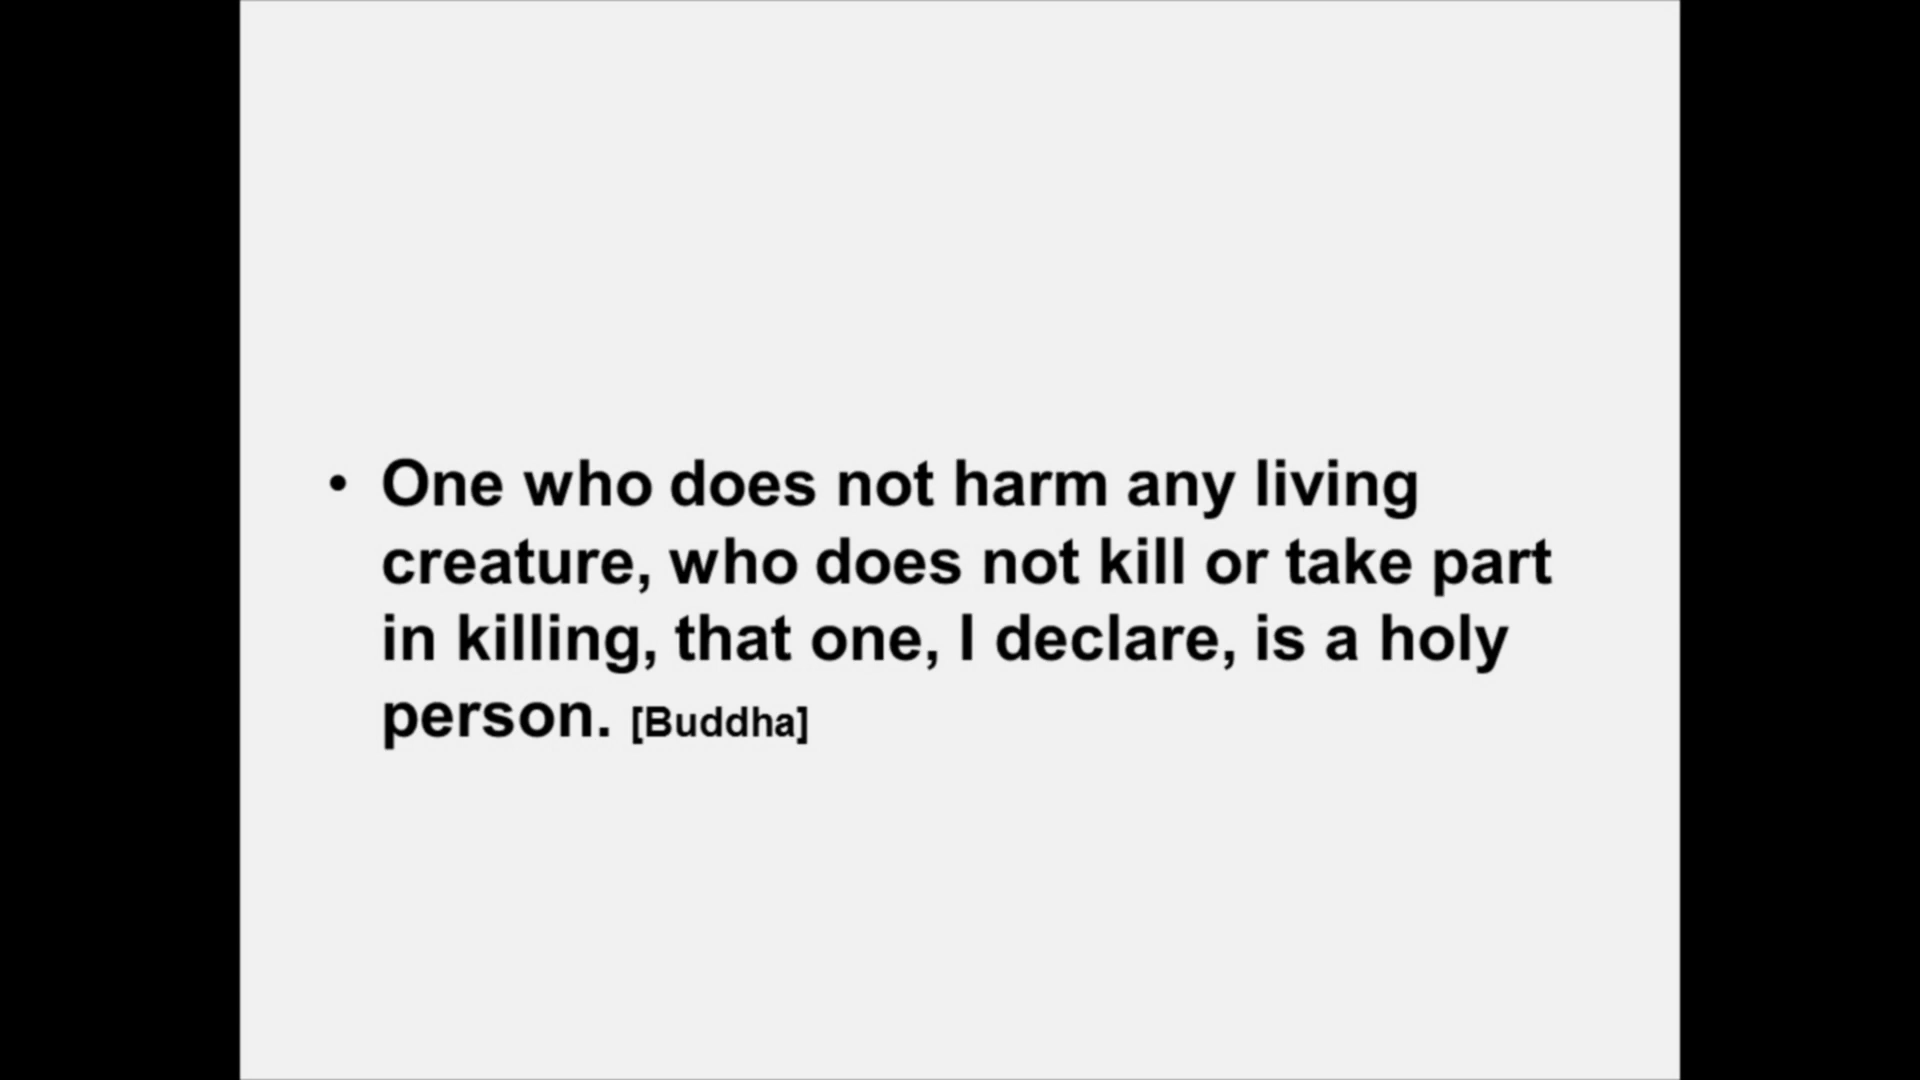 • One who does not harm any living
creature, who does not kill or take part
in killing, that one, I declare, is a holy
person. [Buddha]